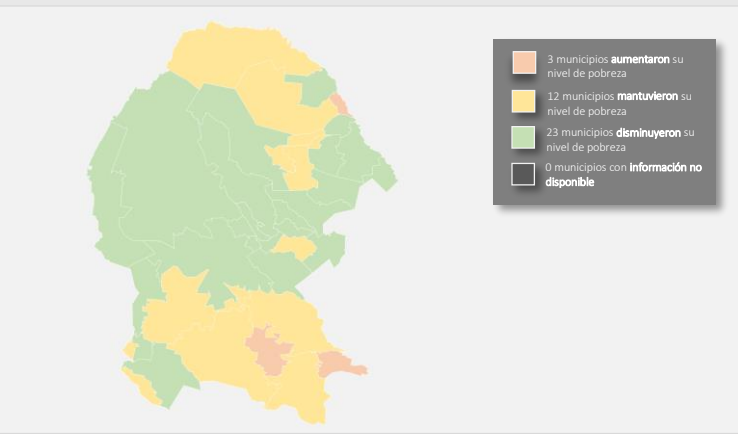 3 municipios aumentaron su
nivel de pobreza
12 municipios mantuvieron su
nivel de pobreza
23 municipios disminuyeron su
nivel de pobreza
0 municipios con información no
disponible